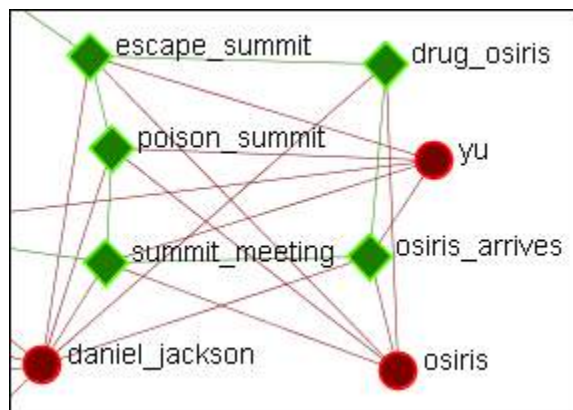 escape_summit
drug_osiris
poison_summit
yu
summit_meeting
osiris_arrives
daniel_jackson
osiris